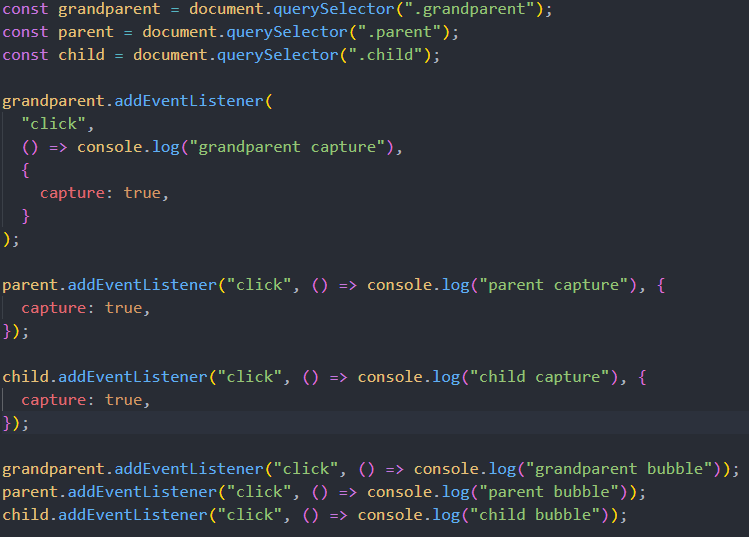 const grandparent = document.querySelector(".grandparent");
const parent = document.querySelector(".parent");
const child = document.querySelector(".child");

grandparent.addEventListener(
  "click",
  () => console.log("grandparent capture"),
  {
    capture: true,
  }
);

parent.addEventListener("click", () => console.log("parent capture"), {
  capture: true,
});

child.addEventListener("click", () => console.log("child capture"), {
  capture: true,
});

grandparent.addEventListener("click", () => console.log("grandparent bubble"));
parent.addEventListener("click", () => console.log("parent bubble"));
child.addEventListener("click", () => console.log("child bubble"));